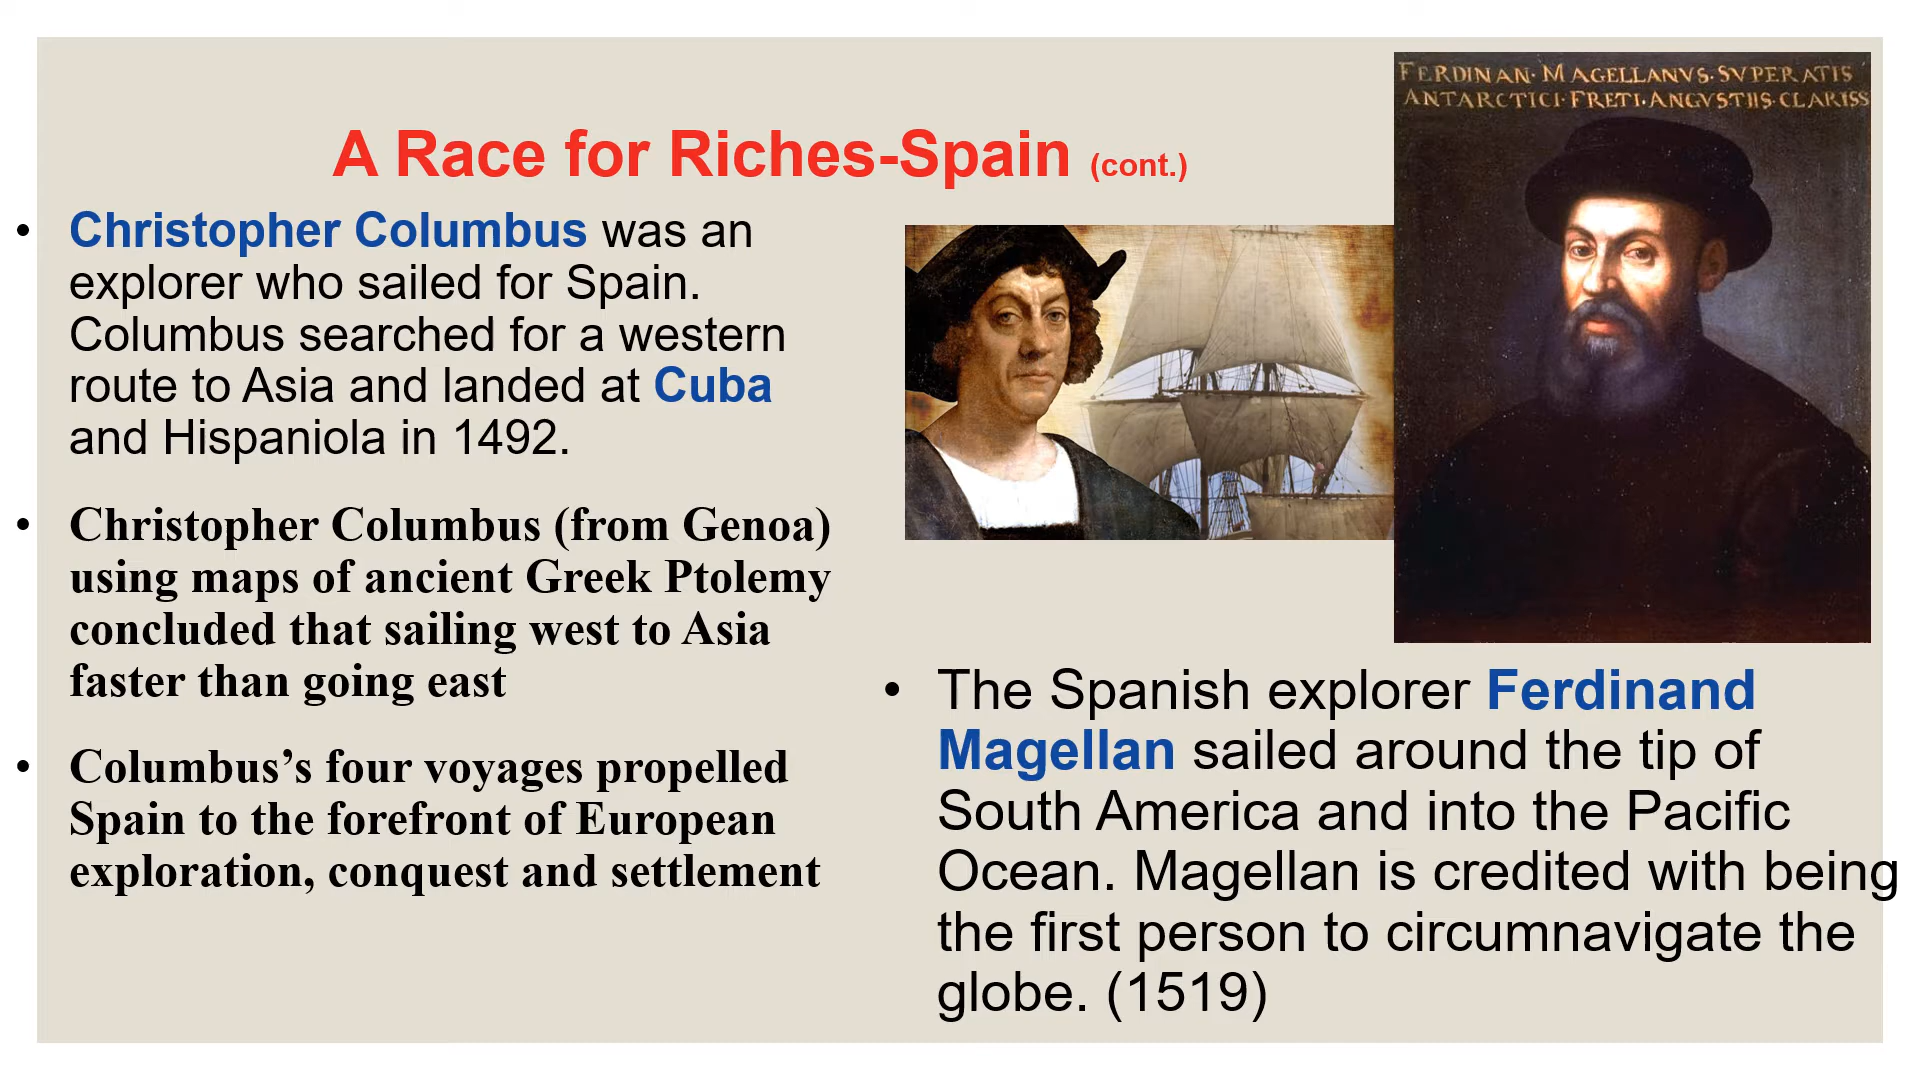 A Race for Riches-Spain (cont.)
• Christopher Columbus was an
explorer who sailed for Spain.
Columbus searched for a western
route to Asia and landed at Cuba
and Hispaniola in 1492.
• Christopher Columbus (from Genoa)
using maps of ancient Greek Ptolemy
concluded that sailing west to Asia
faster than going east
• Columbus’s four voyages propelled
Spain to the forefront of European
exploration, conquest and settlement
FERDINAN· MAGELLANVS· SVPERATIS
ANTARCTICI·FRETI·ANGVSTIIS·CLARISS
• The Spanish explorer Ferdinand
Magellan sailed around the tip of
South America and into the Pacific
Ocean. Magellan is credited with being
the first person to circumnavigate the
globe. (1519)